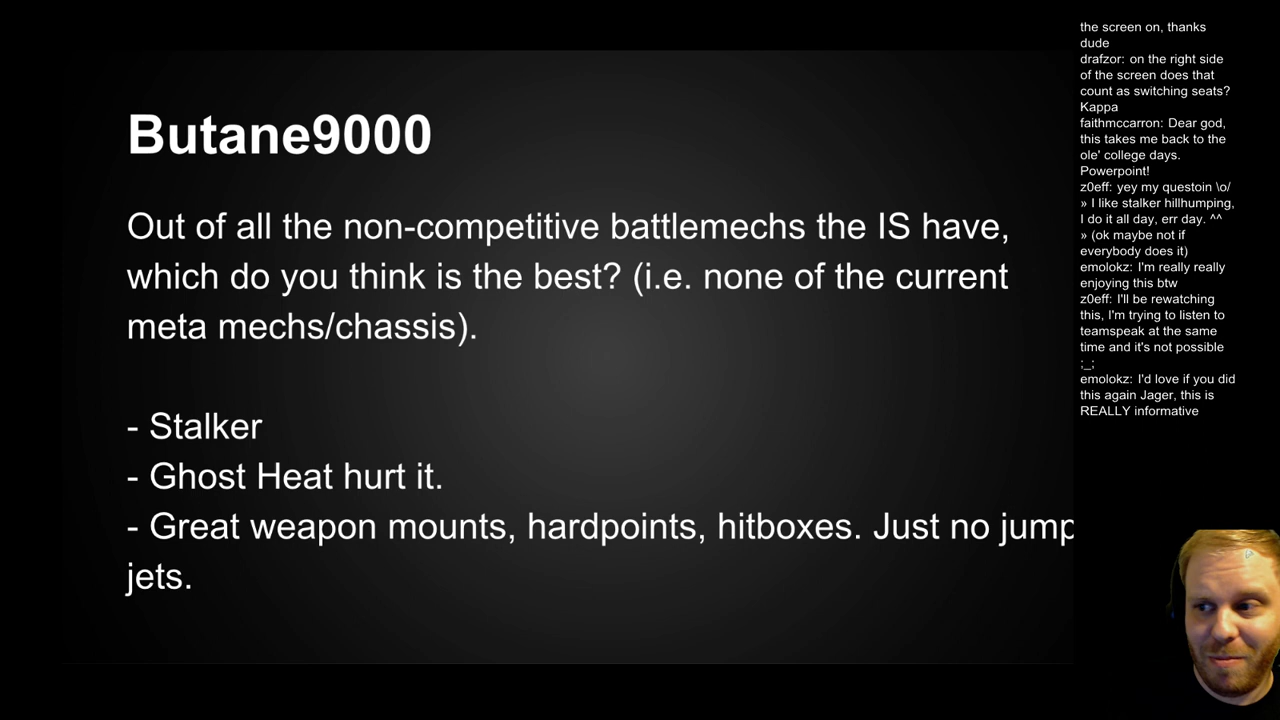 Butane9000
Out of all the non-competitive battlemechs the IS have,
which do you think is the best? (i.e. none of the current
meta mechs/chassis).
- Stalker
- Ghost Heat hurt it.
- Great weapon mounts, hardpoints, hitboxes. Just no jump
jets.
the screen on, thanks
dude
drafzor: on the right side
of the screen does that
count as switching seats?
Kappa
faithmccarron: Dear god,
this takes me back to the
ole' college days.
Powerpoint!
z0eff: yey my questoin \o/
» I like stalker hillhumping,
I do it all day, err day. ^^
» (ok maybe not if
everybody does it)
emolokz: I'm really really
enjoying this btw
z0eff: I'll be rewatching
this, I'm trying to listen to
teamspeak at the same
time and it's not possible
;_;
emolokz: I'd love if you did
this again Jager, this is
REALLY informative